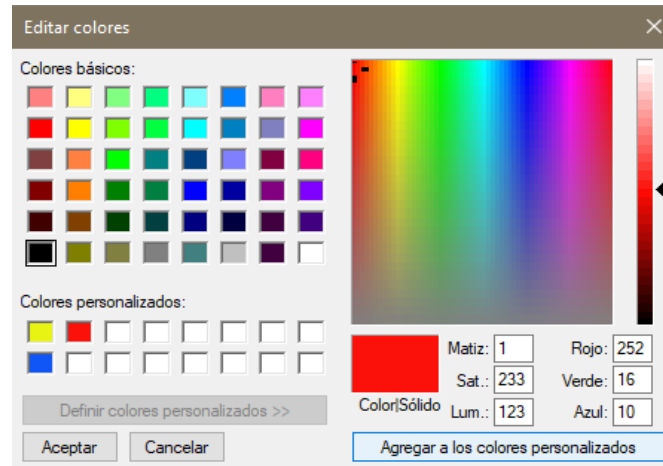 Editar colores
Colores básicos:
Colores personalizados:
Definir colores personalizados >>
Aceptar Cancelar
Color|Sólido
Matiz: 1 Rojo: 252
Sat.: 233 Verde: 16
Lum.: 123 Azul: 10
Agregar a los colores personalizados